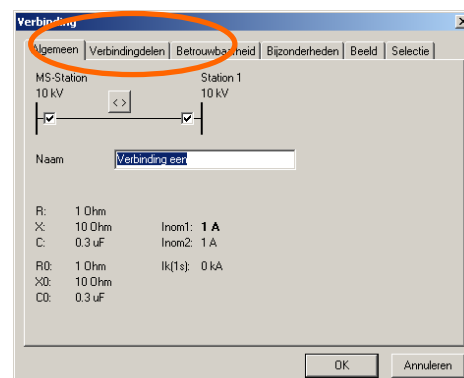 Verbinding
Algemeen Verbindingdelen Betrouwbaarheid Bijzonderheden Beeld Selectie
MS-Station Station 1
10 kV <> 10 kV
Naam Verbinding een
R: 1 Ohm
X: 10 Ohm Inom1: 1 A
C: 0.3 uF Inom2: 1 A
R0: 1 Ohm Ik(1s): 0 kA
X0: 10 Ohm
C0: 0.3 uF
OK Annuleren